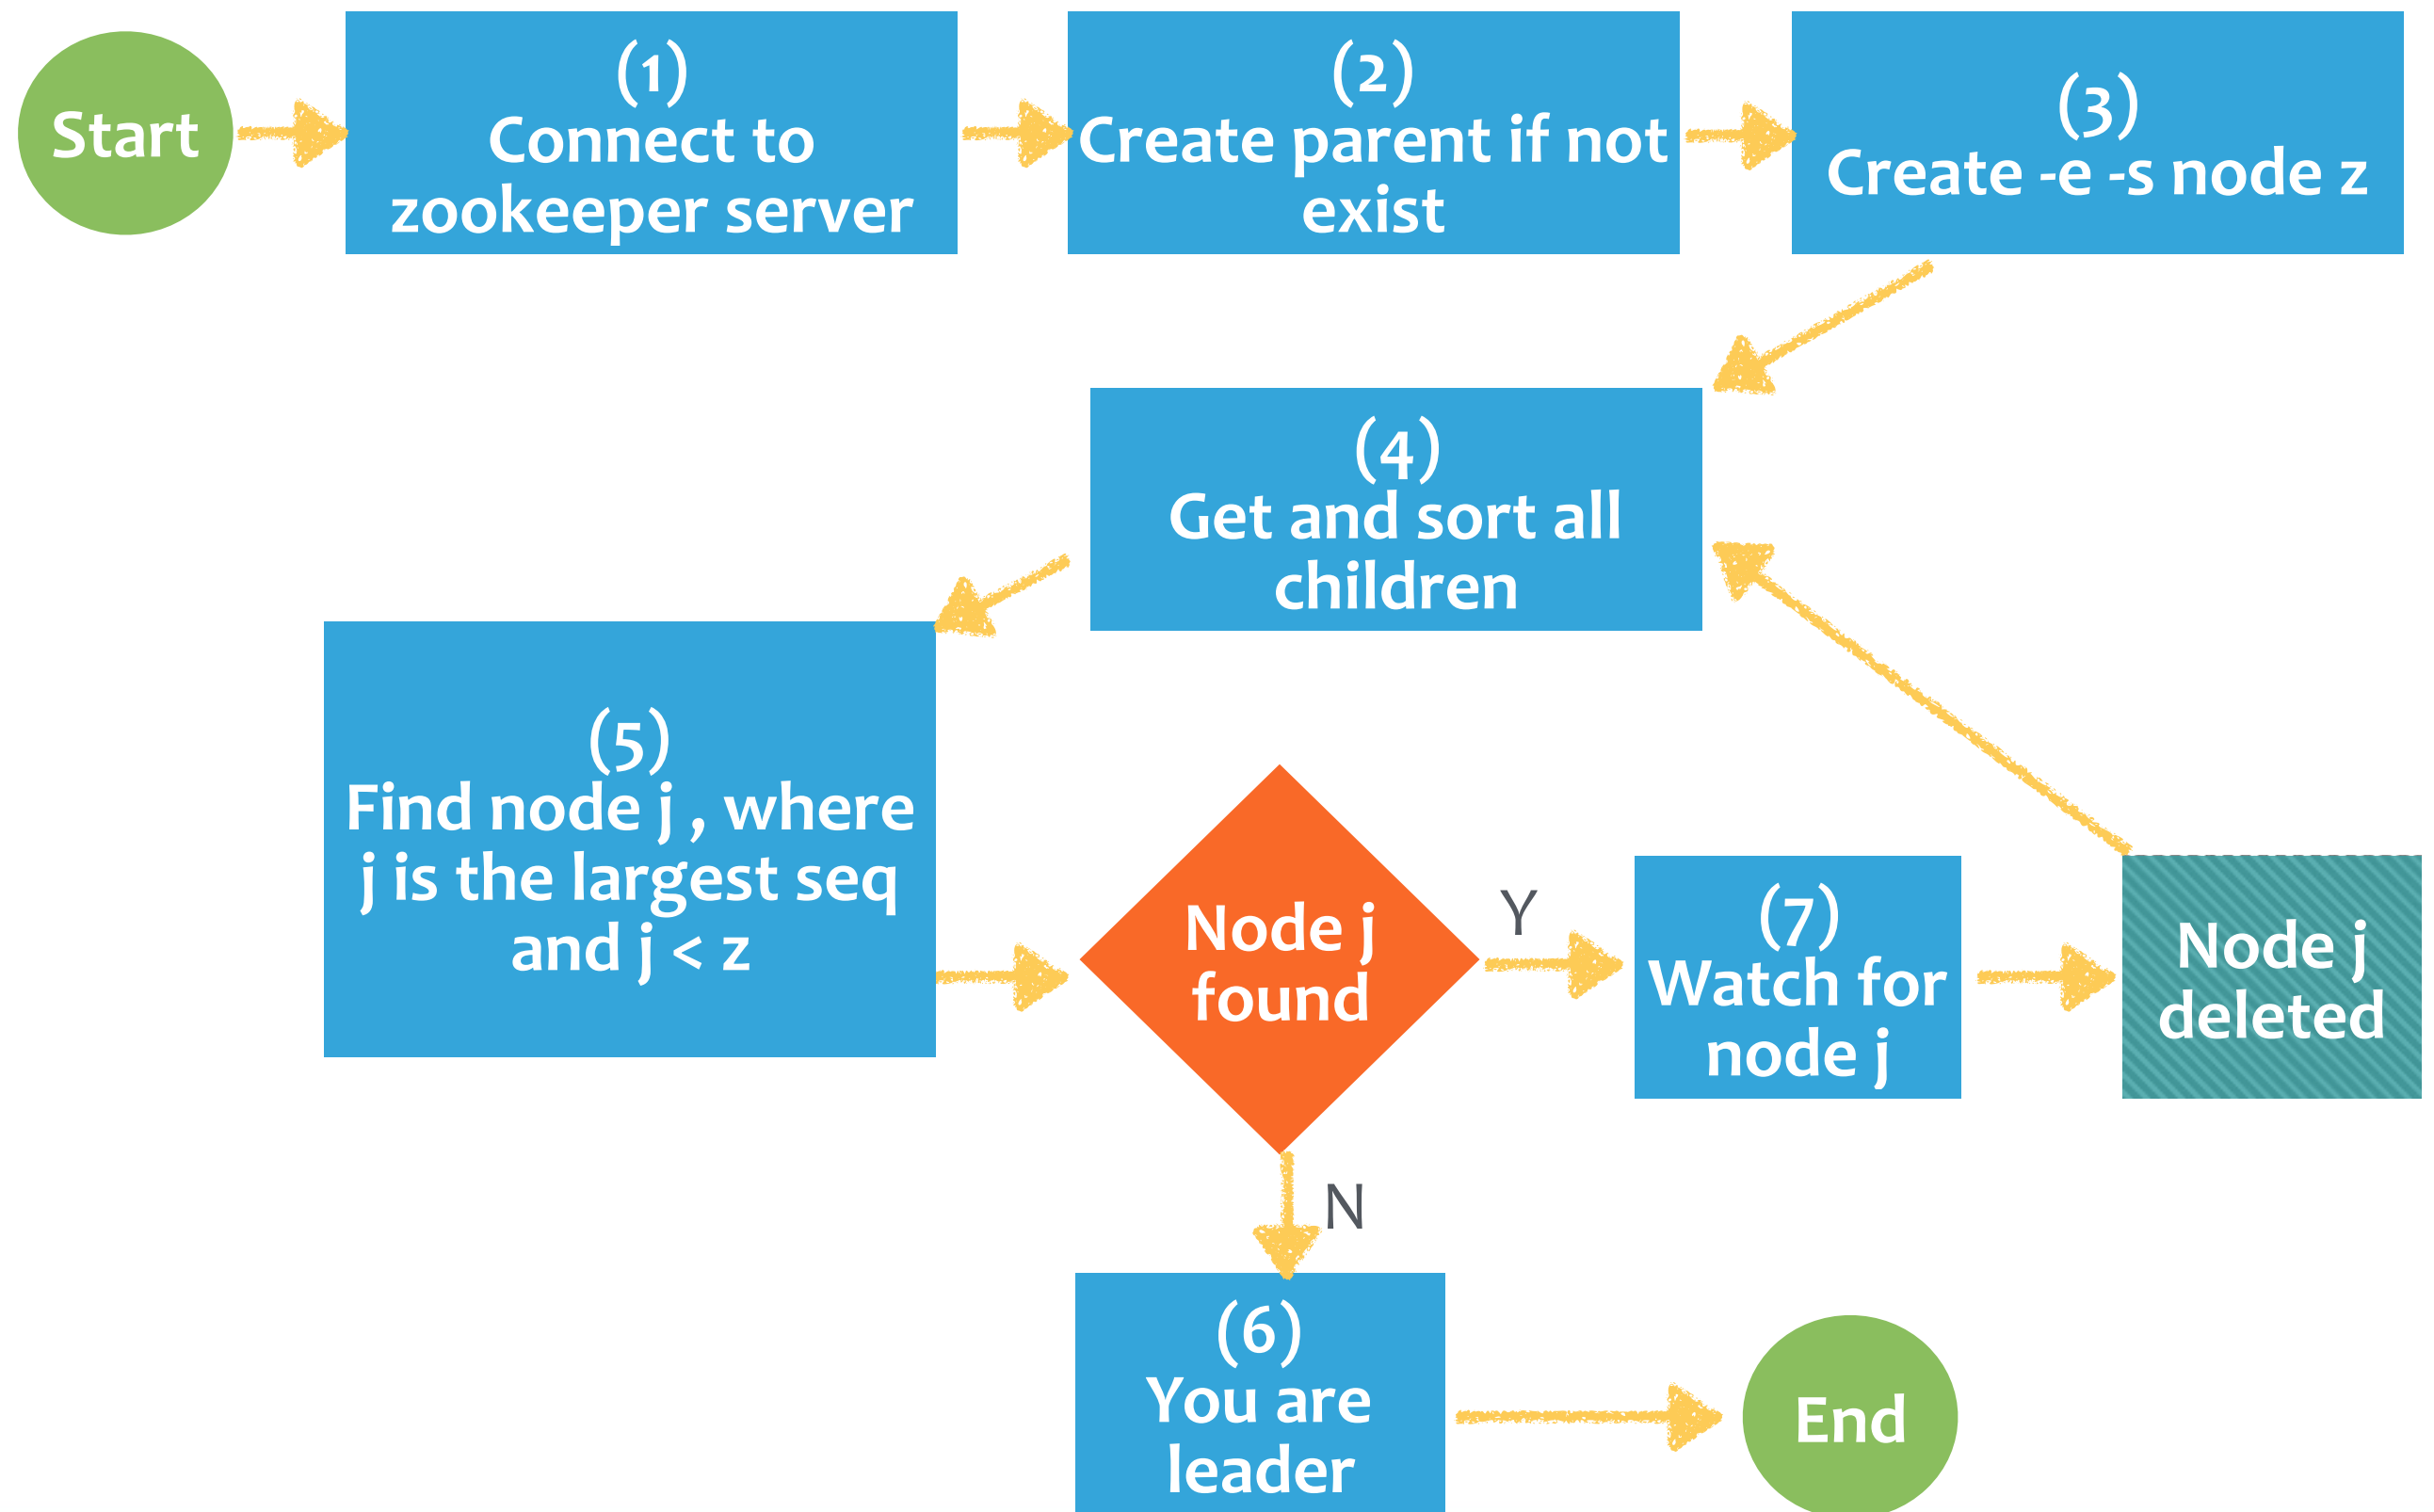 Start
(1)
Connect to
zookeeper server
(2)
Create parent if not
exist
(3)
Create -e -s node z
(4)
Get and sort all
children
(5)
Find node j , where
j is the largest seq
and j < z
Node j
found
Y
(7)
Watch for
node j
Node j
deleted
N
(6)
You are
leader
End